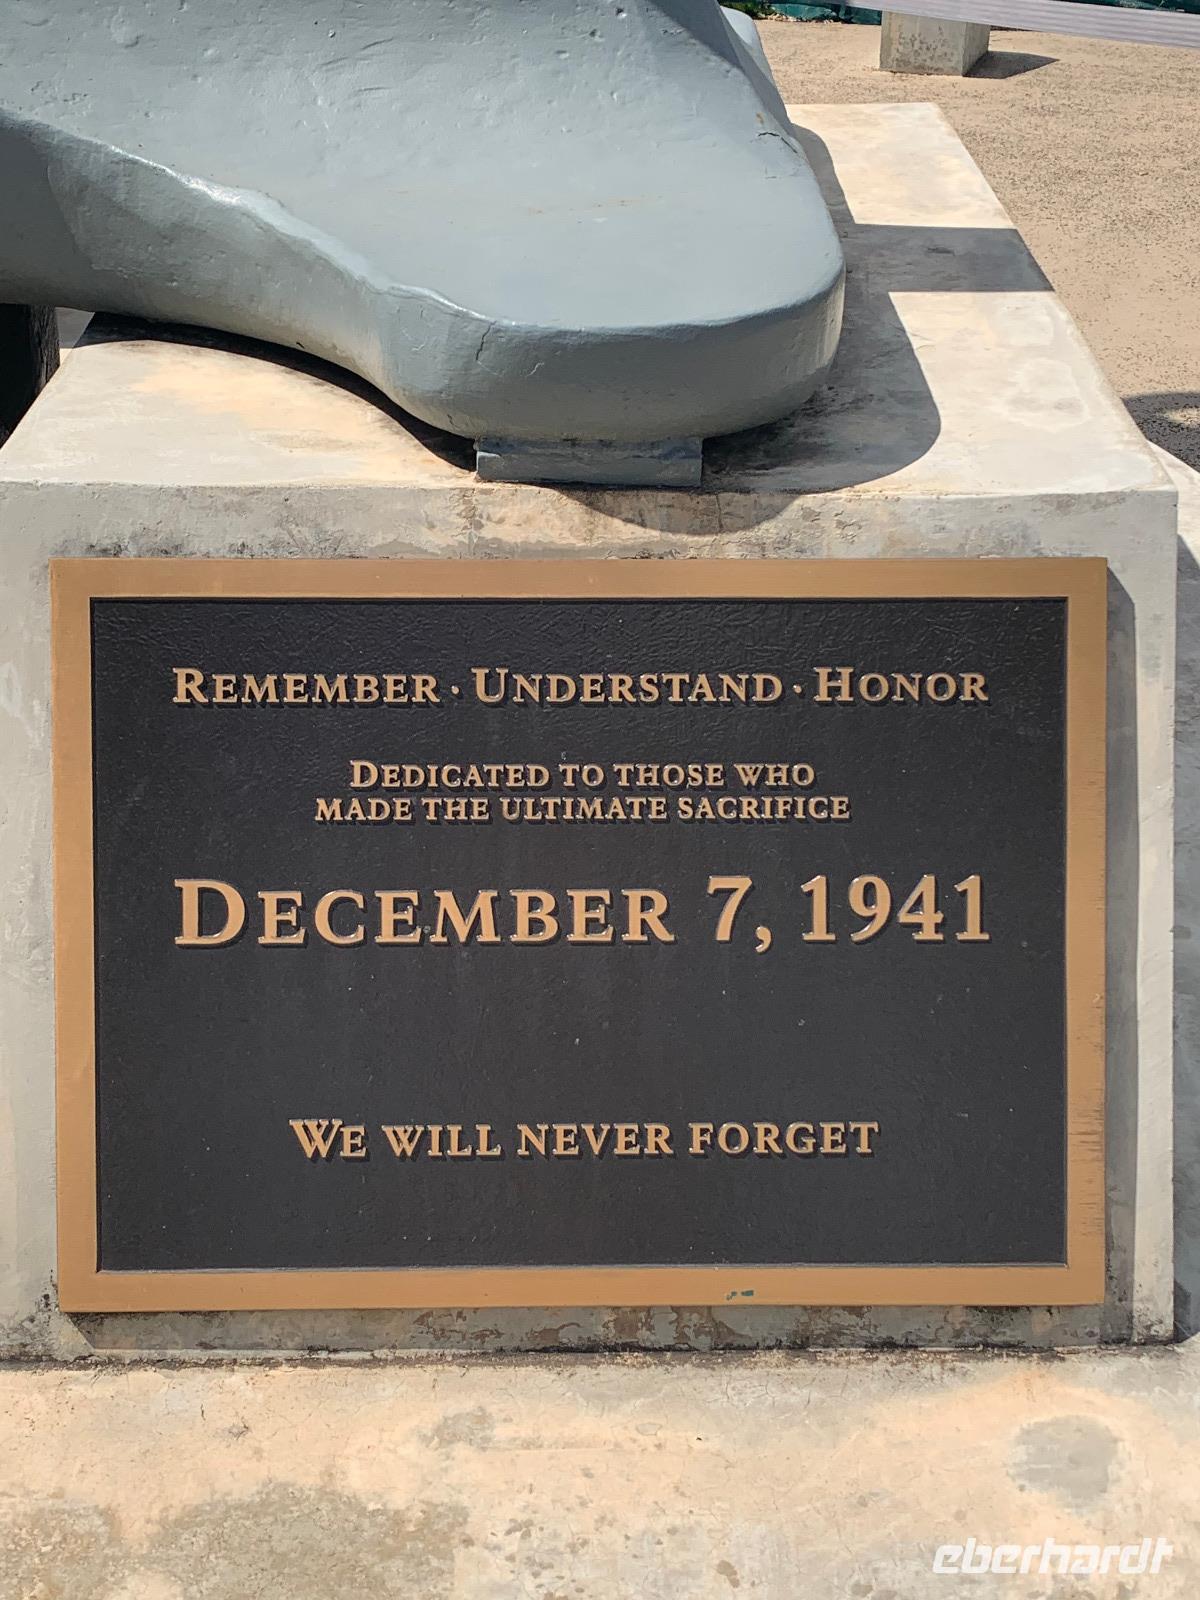 REMEMBER · UNDERSTAND · HONOR
DEDICATED TO THOSE WHO
MADE THE ULTIMATE SACRIFICE
DECEMBER 7, 1941
WE WILL NEVER FORGET
eberhardt